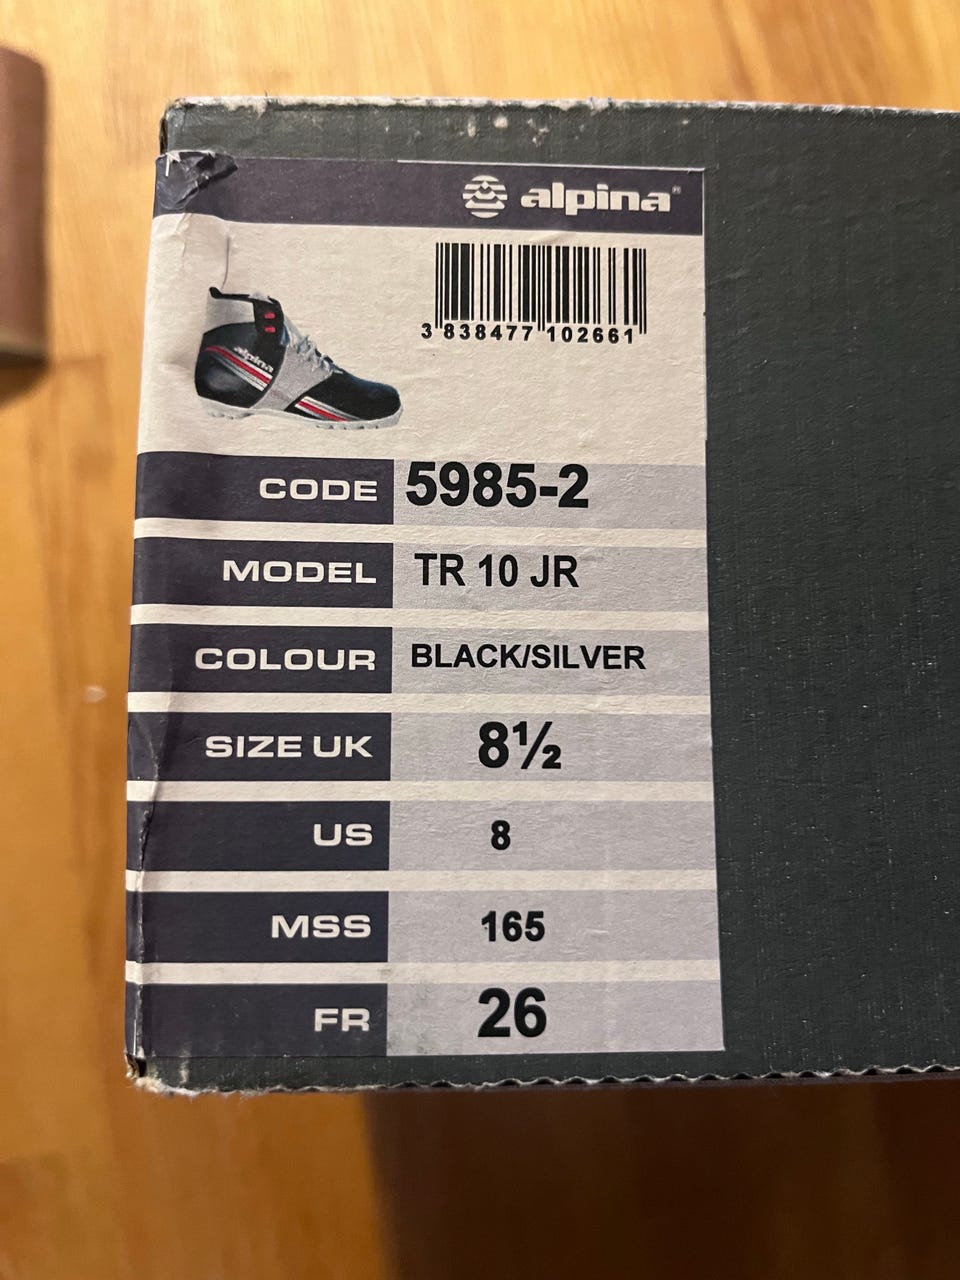 alpina®
3 838477 102661
alpina
CODE 5985-2
MODEL TR 10 JR
COLOUR BLACK/SILVER
SIZE UK 8½
US 8
MSS 165
FR 26